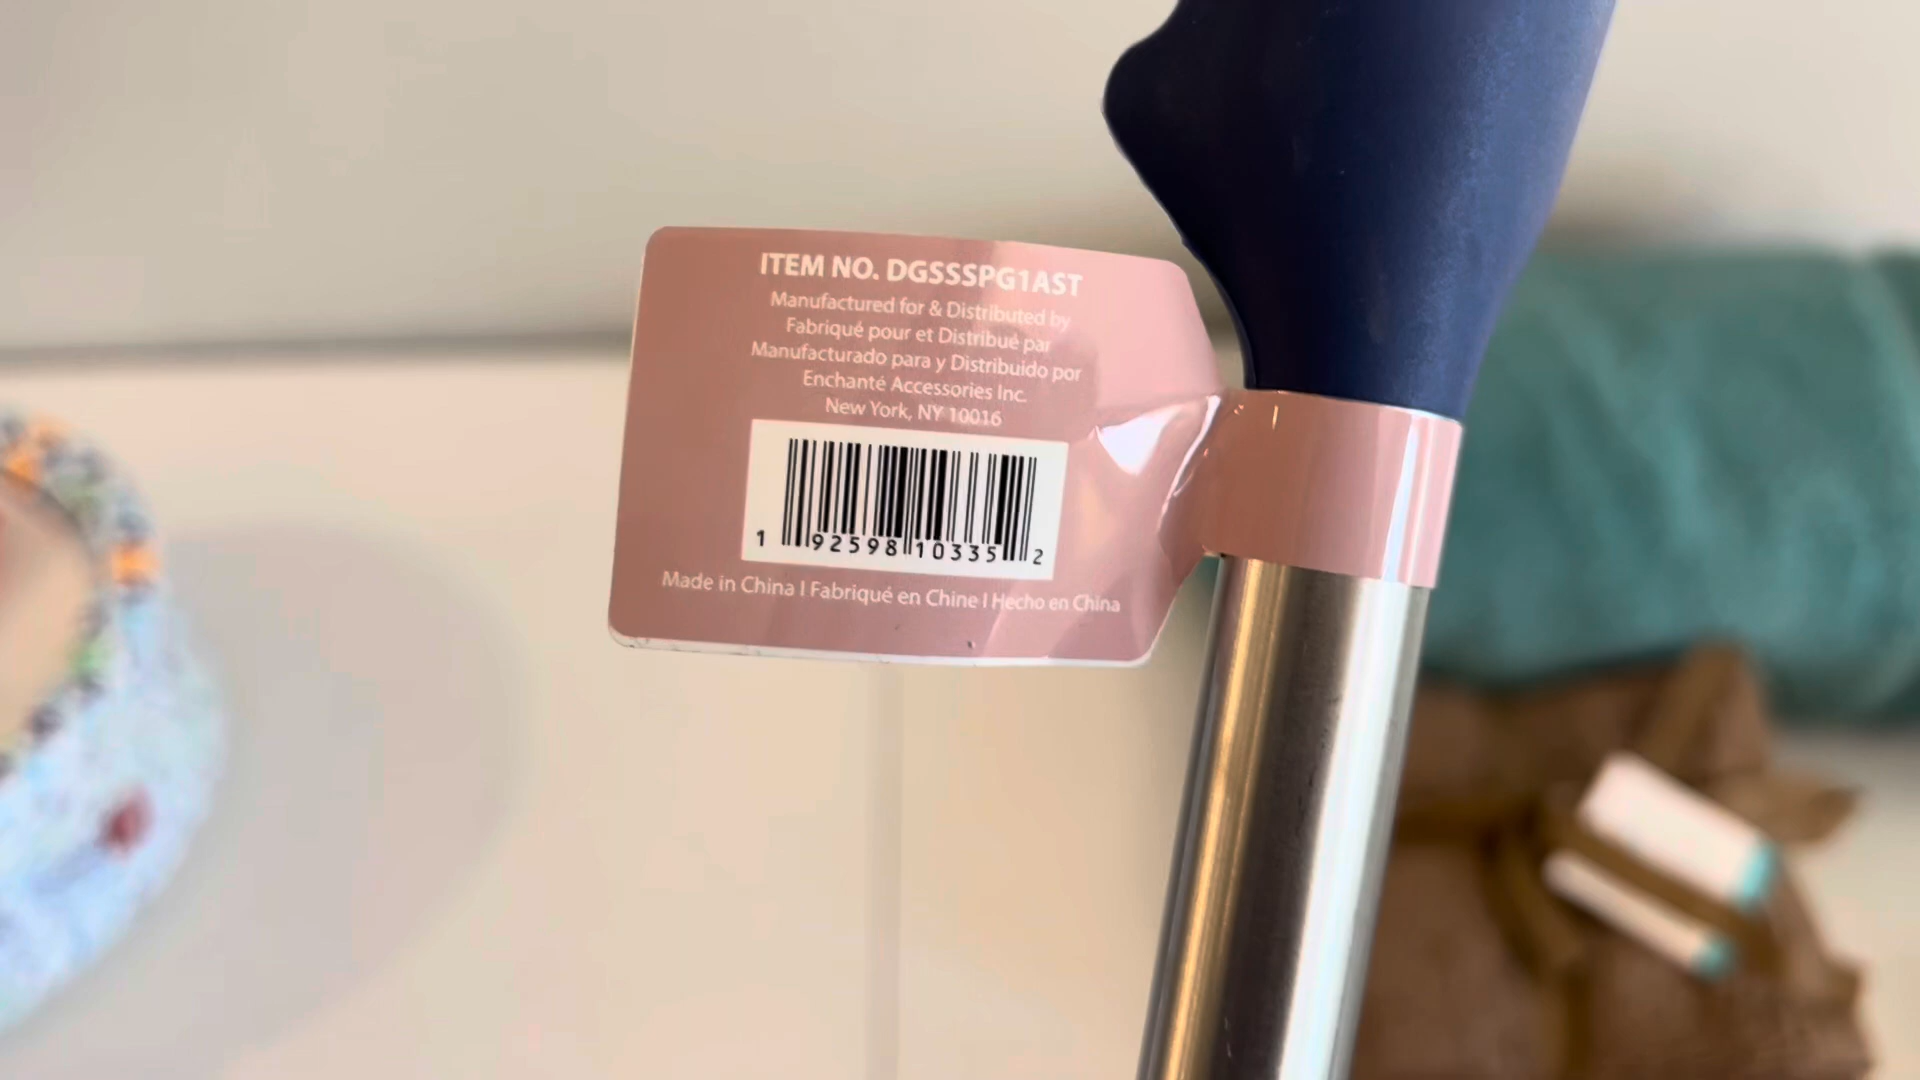 ITEM NO. DGSSSPG1AST
Manufactured for & Distributed by
Fabriqué pour et Distribué par
Manufacturado para y Distribuido por
Enchanté Accessories Inc.
New York, NY 10016
1 92598 10335 2
Made in China I Fabriqué en Chine I Hecho en China